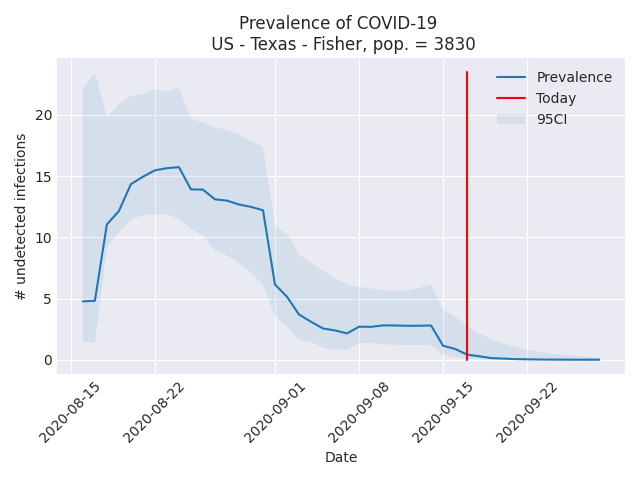 Prevalence of COVID-19
US - Texas - Fisher, pop. = 3830
Prevalence
Today
95CI
# undetected infections
20
15
10
5
0
2020-08-15
2020-08-22
2020-09-01
2020-09-08
2020-09-15
2020-09-22
Date